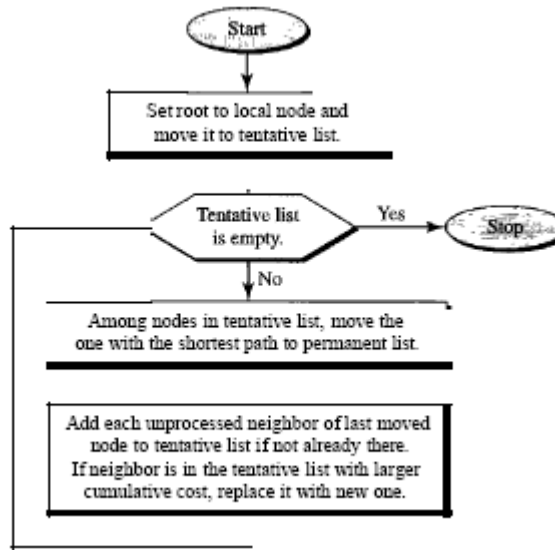 Start
Set root to local node and
move it to tentative list.
Tentative list
is empty.
Yes
Stop
No
Among nodes in tentative list, move the
one with the shortest path to permanent list.
Add each unprocessed neighbor of last moved
node to tentative list if not already there.
If neighbor is in the tentative list with larger
cumulative cost, replace it with new one.